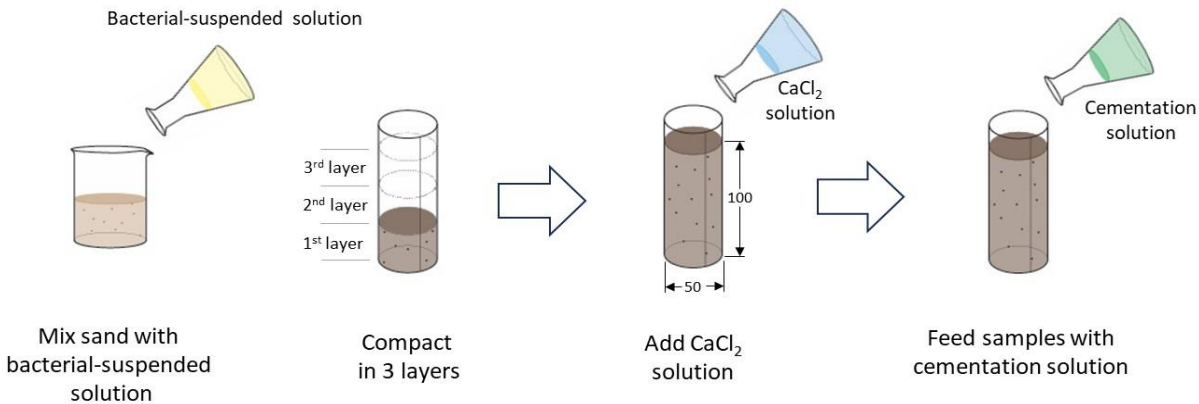 Bacterial-suspended solution
CaCl₂
solution
Cementation
solution
3rd layer
2nd layer
1st layer
100
50
Mix sand with
bacterial-suspended
solution
Compact
in 3 layers
Add CaCl₂
solution
Feed samples with
cementation solution